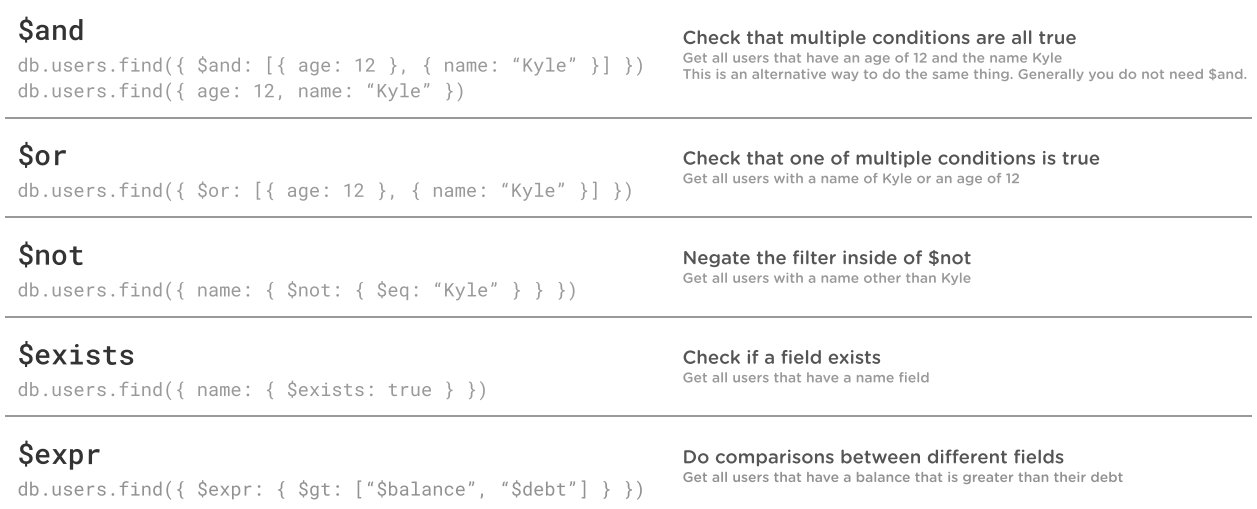 $and
db.users.find({ $and: [{ age: 12 }, { name: “Kyle” }] })
db.users.find({ age: 12, name: “Kyle” })
Check that multiple conditions are all true
Get all users that have an age of 12 and the name Kyle
This is an alternative way to do the same thing. Generally you do not need $and.
$or
db.users.find({ $or: [{ age: 12 }, { name: “Kyle” }] })
Check that one of multiple conditions is true
Get all users with a name of Kyle or an age of 12
$not
db.users.find({ name: { $not: { $eq: “Kyle” } } })
Negate the filter inside of $not
Get all users with a name other than Kyle
$exists
db.users.find({ name: { $exists: true } })
Check if a field exists
Get all users that have a name field
$expr
db.users.find({ $expr: { $gt: [“$balance”, “$debt”] } })
Do comparisons between different fields
Get all users that have a balance that is greater than their debt